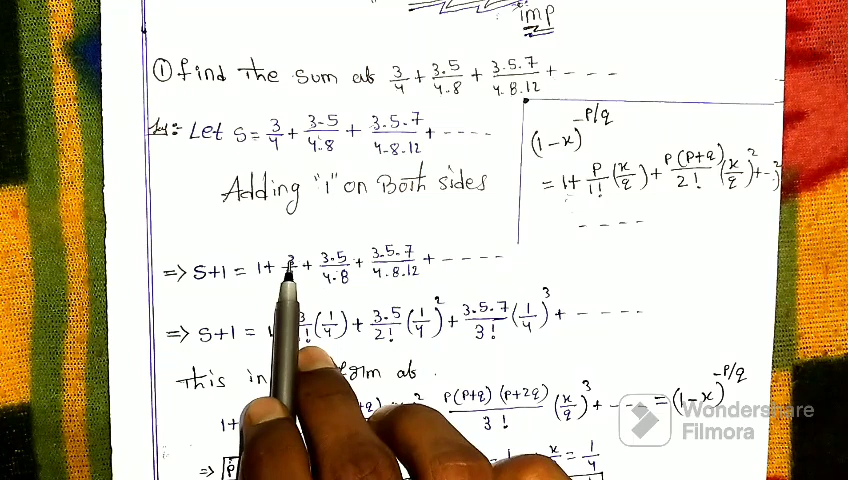 imp
① find The Sum of 3/4 + 3.5/4.8 + 3.5.7/4.8.12 + - - - -
Sol:- Let S = 3/4 + 3-5/4.8 + 3-5-7/4-8-12 + - - - -
(1-x)^-P/q
= 1+ P/1! (x/q) + P(P+q)/2! (x/q)^2 + - -
- - - -
Adding "1" on Both sides
=> S+1 = 1 + 3/ + 3-5/4-8 + 3-5-7/4.8.12 + - - - -
=> S+1 = 3/1! (1/4) + 3-5/2! (1/4)^2 + 3-5-7/3! (1/4)^3 + - - - -
This in
1+ P(P+q)(P+2q)/3! (x/q)^3 + - - - = (1-x)^-P/q
=> P x/ = 1/4
Wondershare
Filmora